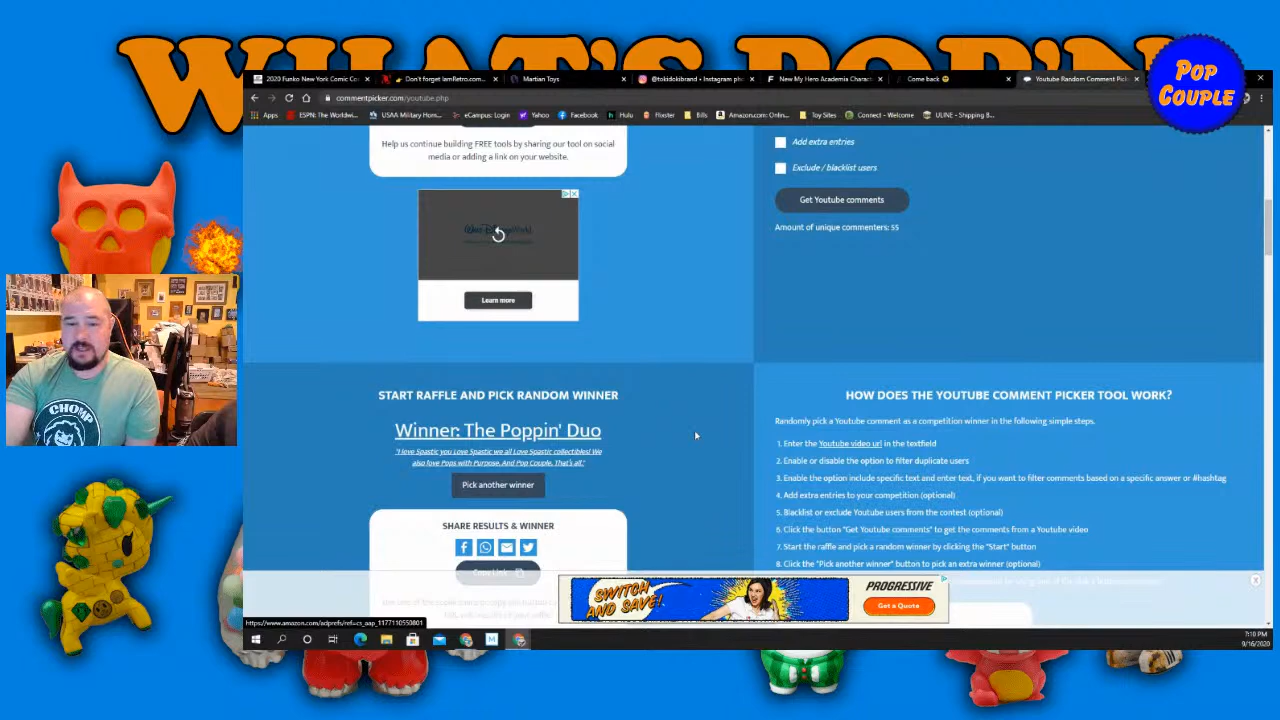 WHAT'S POP'N
POP
COUPLE
2020 Funko New York Comic Co
Don't forget IamRetro.com...
Martian Toys
@tokidokibrand • Instagram pho
New My Hero Academia Charact
Come back
Youtube Random Comment Picke
commentpicker.com/youtube.php
Apps
ESPN: The Worldwi...
USAA Military Hom...
eCampus: Login
Yahoo
Facebook
Hulu
Flixster
Bills
Amazon.com: Onlin...
Toy Sites
Connect - Welcome
ULINE - Shipping B...
Help us continue building FREE tools by sharing our tool on social
media or adding a link on your website.
Learn more
Add extra entries
Exclude / blacklist users
Get Youtube comments
Amount of unique commenters: 55
START RAFFLE AND PICK RANDOM WINNER
Winner: The Poppin' Duo
"I love Spastic you Love Spastic we all Love Spastic collectibles! We
also love Pops with Purpose. And Pop Couple. That's all."
Pick another winner
SHARE RESULTS & WINNER
Copy Link
HOW DOES THE YOUTUBE COMMENT PICKER TOOL WORK?
Randomly pick a Youtube comment as a competition winner in the following simple steps.
1. Enter the Youtube video url in the textfield
2. Enable or disable the option to filter duplicate users
3. Enable the option include specific text and enter text, if you want to filter comments based on a specific answer or #hashtag
4. Add extra entries to your competition (optional)
5. Blacklist or exclude Youtube users from the contest (optional)
6. Click the button "Get Youtube comments" to get the comments from a Youtube video
7. Start the raffle and pick a random winner by clicking the "Start" button
8. Click the "Pick another winner" button to pick an extra winner (optional)
SWITCH
AND SAVE!
PROGRESSIVE
Get a Quote
https://www.amazon.com/adprefs/ref=cs_aap_1177110550801
7:10 PM
9/16/2020
CHOMP